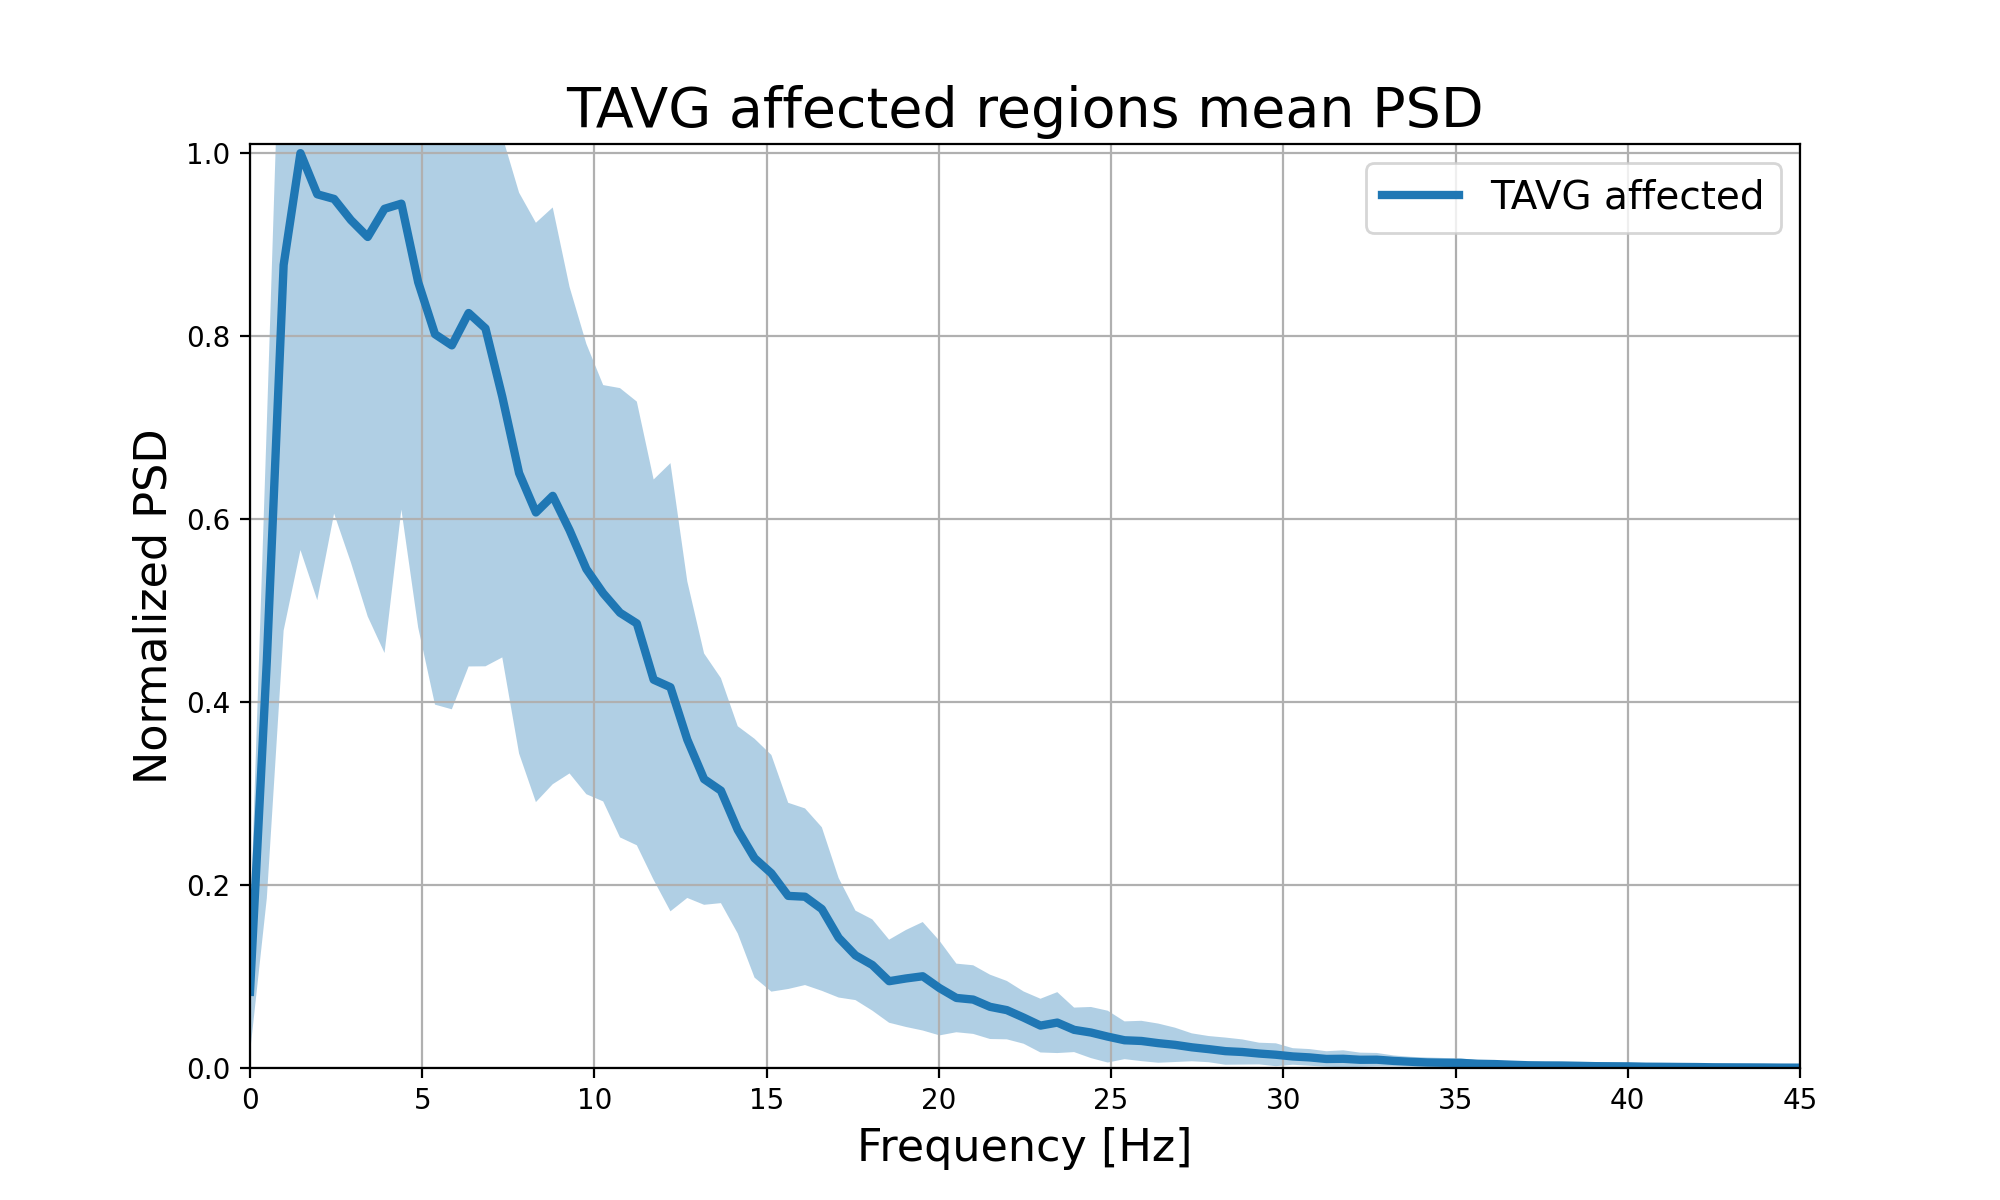 TAVG affected regions mean PSD
TAVG affected
Normalized PSD
1.0
0.8
0.6
0.4
0.2
0.0
0 5 10 15 20 25 30 35 40 45
Frequency [Hz]